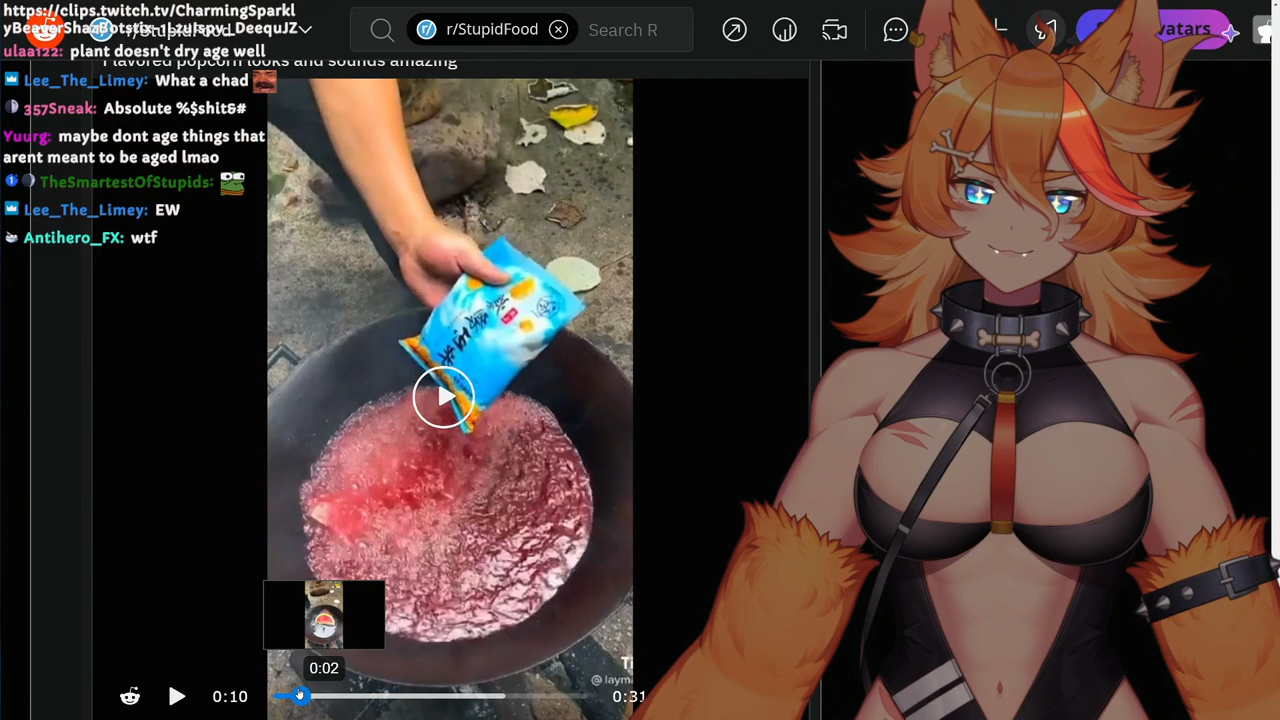 https://clips.twitch.tv/CharmingSparkl
r/StupidFood
Search R
vatars
ulaa122: plant doesn't dry age well
Flavored popcorn looks and sounds amazing
Lee_The_Limey: What a chad
357Sneak: Absolute %$shit&#
Yuurg: maybe dont age things that
arent meant to be aged lmao
TheSmartestOfStupids:
Lee_The_Limey: EW
Antihero_FX: wtf
0:02
@layma
0:10
0:31